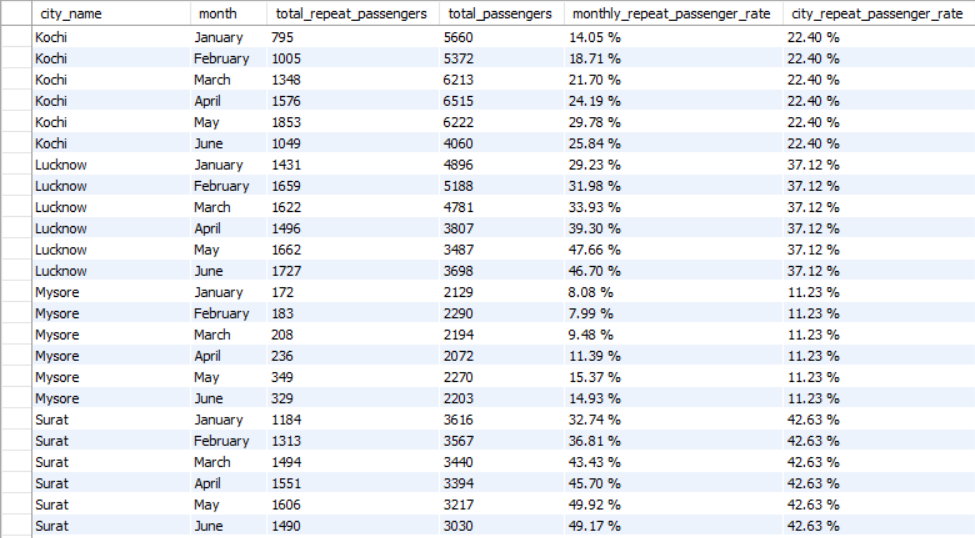 city_name month total_repeat_passengers total_passengers monthly_repeat_passenger_rate city_repeat_passenger_rate
Kochi January 795 5660 14.05 % 22.40 %
Kochi February 1005 5372 18.71 % 22.40 %
Kochi March 1348 6213 21.70 % 22.40 %
Kochi April 1576 6515 24.19 % 22.40 %
Kochi May 1853 6222 29.78 % 22.40 %
Kochi June 1049 4060 25.84 % 22.40 %
Lucknow January 1431 4896 29.23 % 37.12 %
Lucknow February 1659 5188 31.98 % 37.12 %
Lucknow March 1622 4781 33.93 % 37.12 %
Lucknow April 1496 3807 39.30 % 37.12 %
Lucknow May 1662 3487 47.66 % 37.12 %
Lucknow June 1727 3698 46.70 % 37.12 %
Mysore January 172 2129 8.08 % 11.23 %
Mysore February 183 2290 7.99 % 11.23 %
Mysore March 208 2194 9.48 % 11.23 %
Mysore April 236 2072 11.39 % 11.23 %
Mysore May 349 2270 15.37 % 11.23 %
Mysore June 329 2203 14.93 % 11.23 %
Surat January 1184 3616 32.74 % 42.63 %
Surat February 1313 3567 36.81 % 42.63 %
Surat March 1494 3440 43.43 % 42.63 %
Surat April 1551 3394 45.70 % 42.63 %
Surat May 1606 3217 49.92 % 42.63 %
Surat June 1490 3030 49.17 % 42.63 %